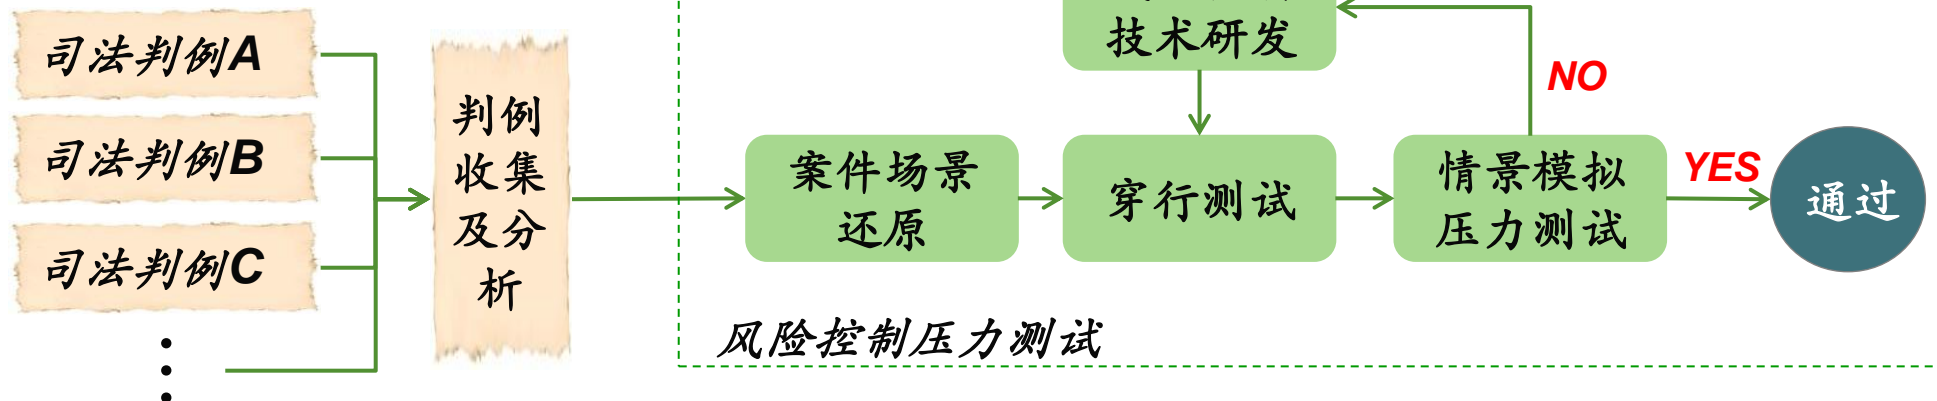 司法判例A
司法判例B
司法判例C
判例
收集
及分
析
技术研发
案件场景
还原
穿行测试
情景模拟
压力测试
NO
YES
通过
风险控制压力测试